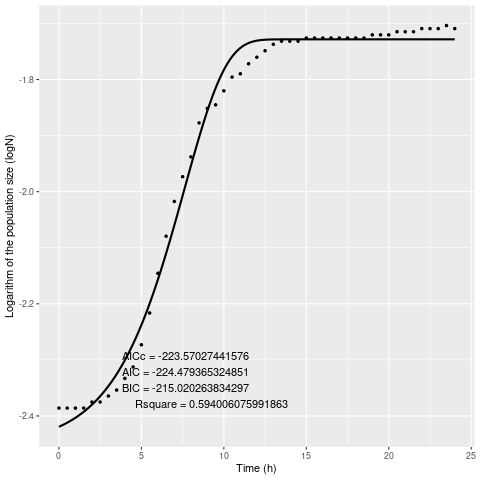 -1.8
-2.0
-2.2
-2.4
Logarithm of the population size (logN)
AICc = -223.57027441576
AIC = -224.479365324851
BIC = -215.020263834297
Rsquare = 0.594006075991863
0 5 10 15 20 25
Time (h)